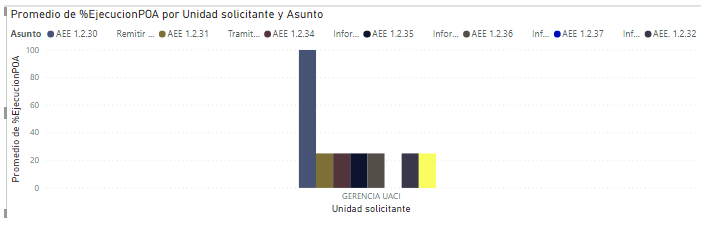 Promedio de %EjecucionPOA por Unidad solicitante y Asunto
Asunto AEE 1.2.30 Remitir ... AEE 1.2.31 Tramit... AEE 1.2.34 Infor... AEE 1.2.35 Infor... AEE 1.2.36 Inf... AEE 1.2.37 Inf... AEE. 1.2.32
100
80
60
40
20
0
Promedio de %EjecucionPOA
GERENCIA UACI
Unidad solicitante